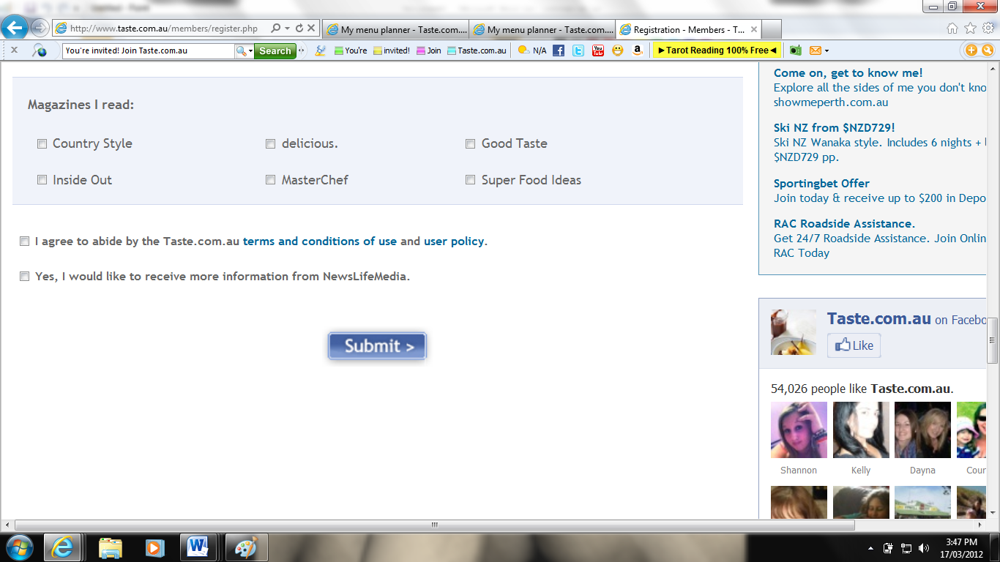 http://www.taste.com.au/members/register.php
My menu planner - Taste.com....
My menu planner - Taste.com....
Registration - Members - T...
You're invited! Join Taste.com.au
Search
You're
invited!
Join
Taste.com.au
N/A
You Tube
a
►Tarot Reading 100% Free◄
Magazines I read:
Country Style
delicious.
Good Taste
Inside Out
MasterChef
Super Food Ideas
I agree to abide by the Taste.com.au terms and conditions of use and user policy.
Yes, I would like to receive more information from NewsLifeMedia.
Submit >
Come on, get to know me!
Explore all the sides of me you don't kno
showmeperth.com.au
Ski NZ from $NZD729!
Ski NZ Wanaka style. Includes 6 nights +
$NZD729 pp.
Sportingbet Offer
Join today & receive up to $200 in Depo
RAC Roadside Assistance.
Get 24/7 Roadside Assistance. Join Onlin
RAC Today
Taste.com.au on Facebo
Like
54,026 people like Taste.com.au.
Shannon
Kelly
Dayna
Cour
3:47 PM
17/03/2012